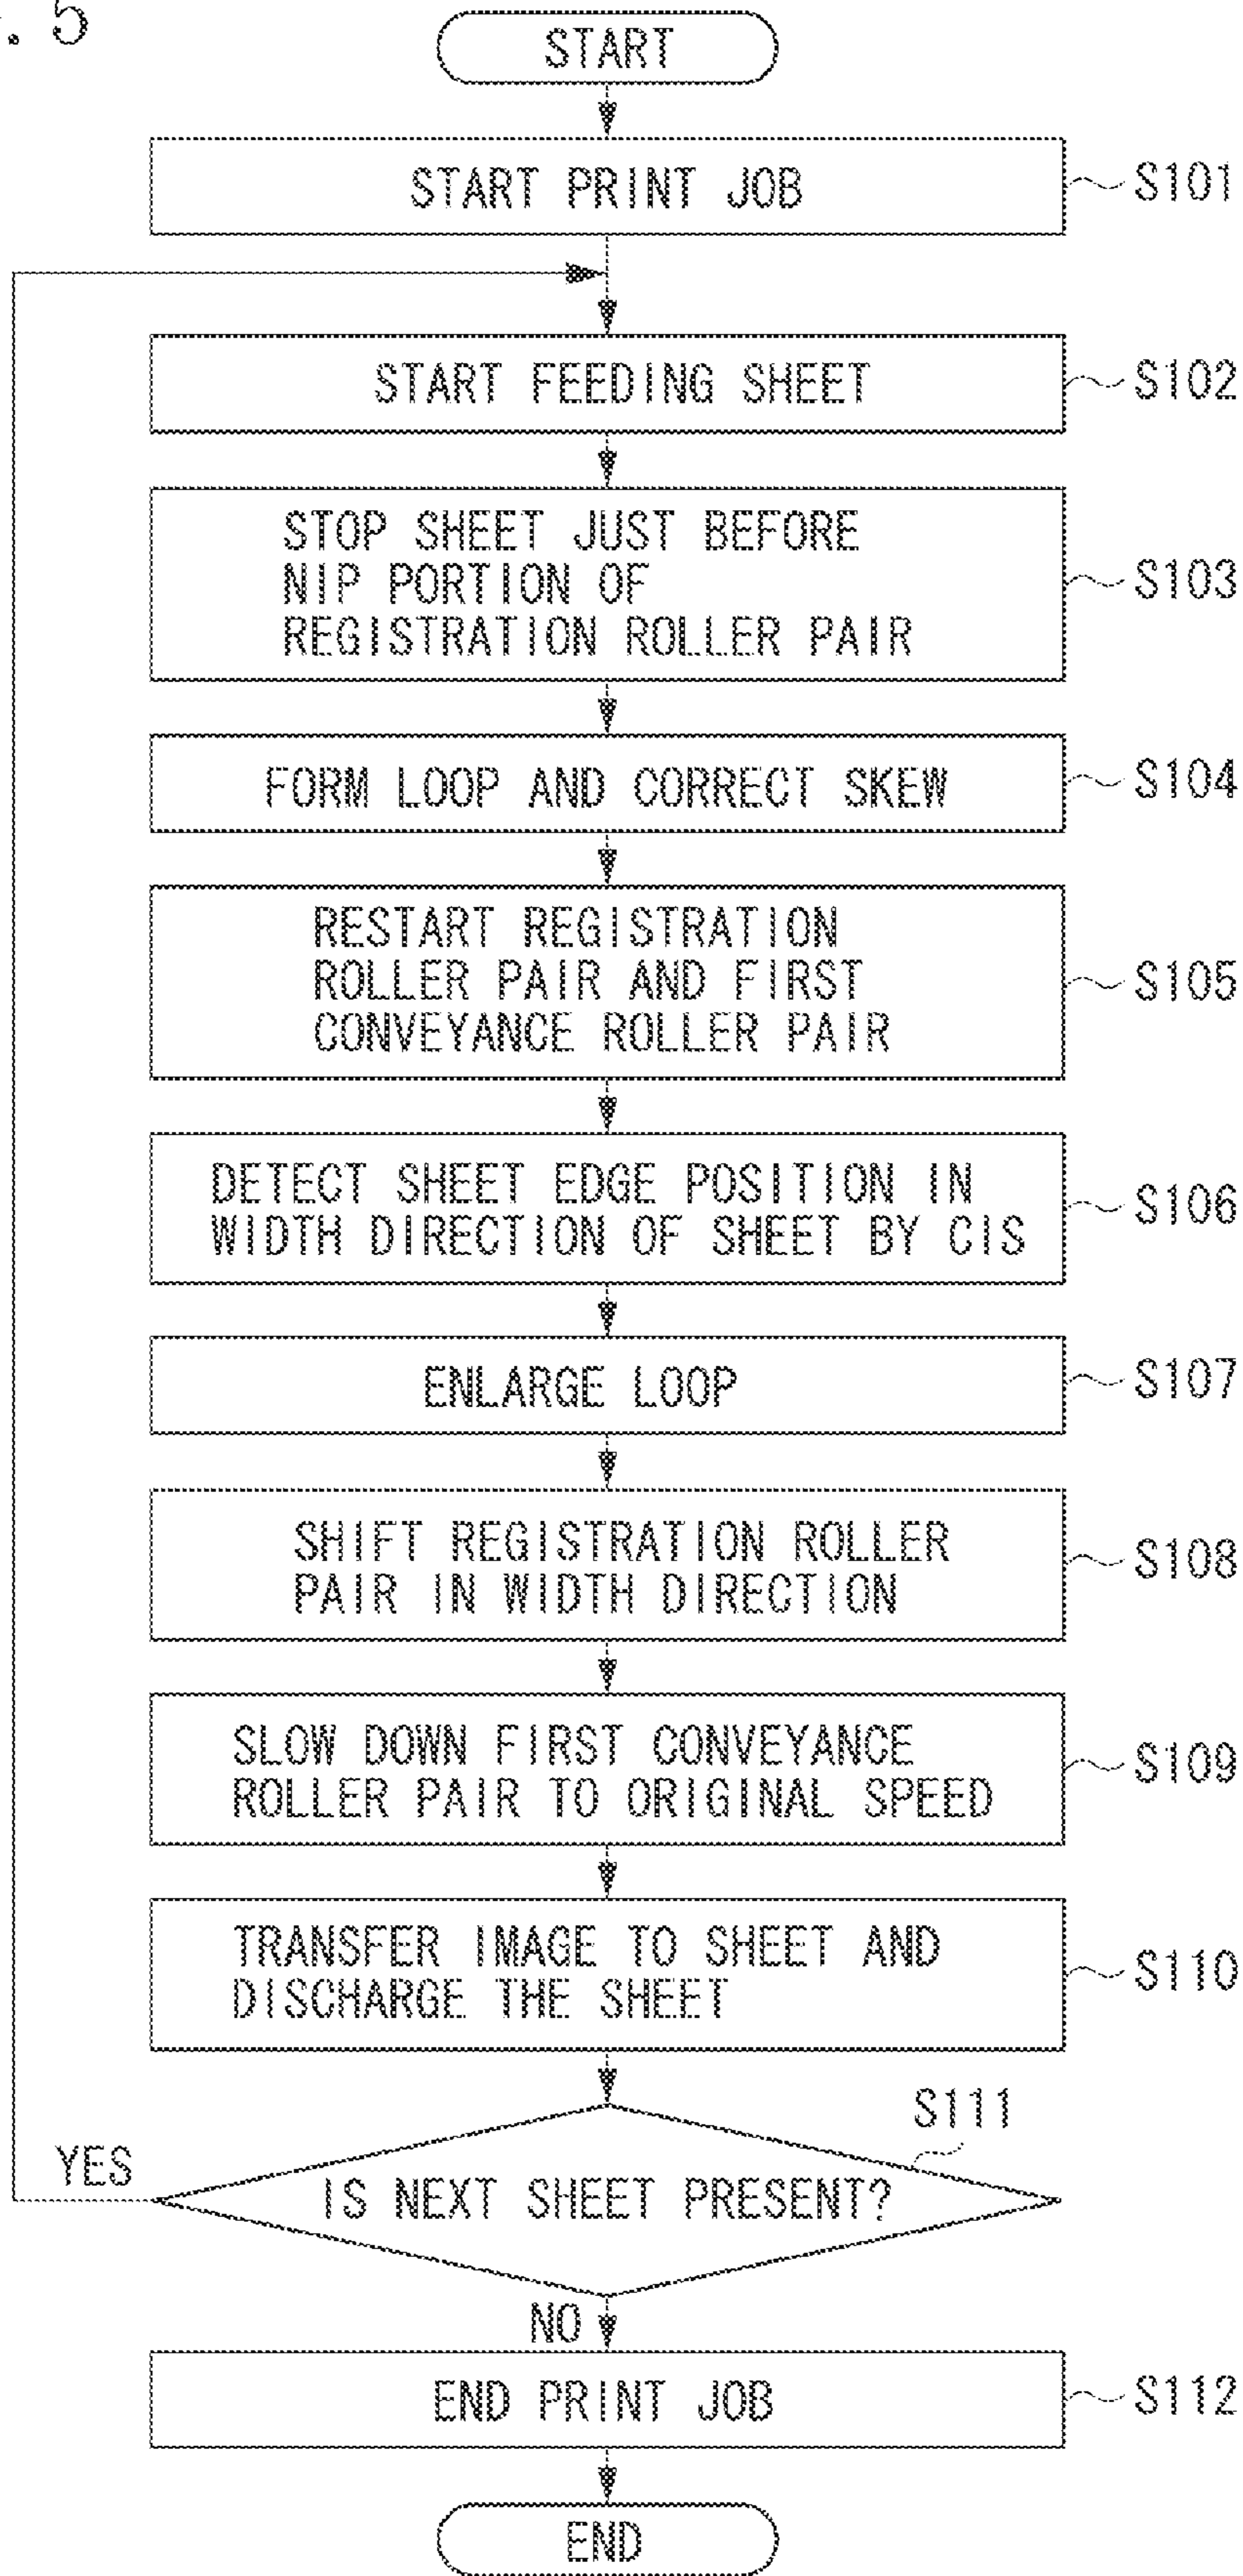 . 5
START
START PRINT JOB
S101
START FEEDING SHEET
S102
STOP SHEET JUST BEFORE
NIP PORTION OF
REGISTRATION ROLLER PAIR
S103
FORM LOOP AND CORRECT SKEW
S104
RESTART REGISTRATION
ROLLER PAIR AND FIRST
CONVEYANCE ROLLER PAIR
S105
DETECT SHEET EDGE POSITION IN
WIDTH DIRECTION OF SHEET BY CIS
S106
ENLARGE LOOP
S107
SHIFT REGISTRATION ROLLER
PAIR IN WIDTH DIRECTION
S108
SLOW DOWN FIRST CONVEYANCE
ROLLER PAIR TO ORIGINAL SPEED
S109
TRANSFER IMAGE TO SHEET AND
DISCHARGE THE SHEET
S110
S111
YES
IS NEXT SHEET PRESENT?
NO
END PRINT JOB
S112
END